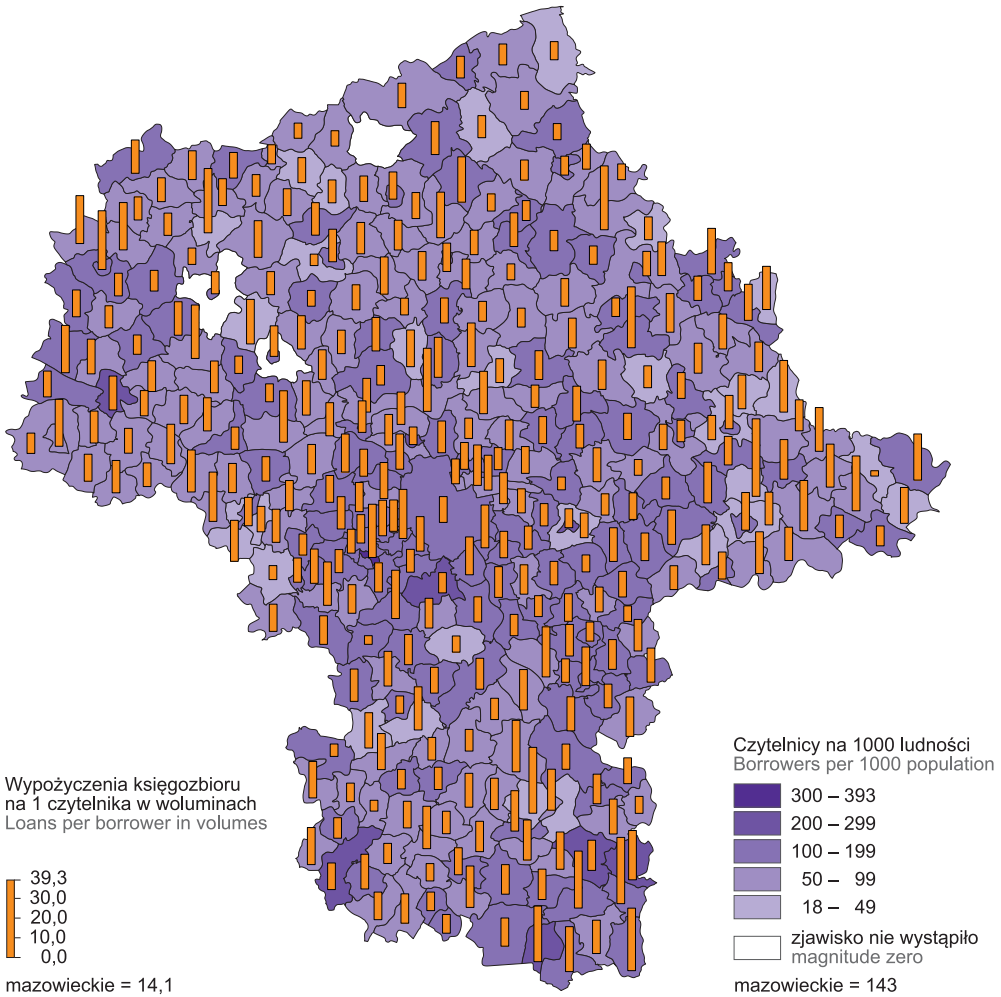 Wypożyczenia księgozbioru
na 1 czytelnika w woluminach
Loans per borrower in volumes
39,3
30,0
20,0
10,0
0,0
mazowieckie = 14,1
Czytelnicy na 1000 ludności
Borrowers per 1000 population
300 – 393
200 – 299
100 – 199
50 – 99
18 – 49
zjawisko nie wystąpiło
magnitude zero
mazowieckie = 143